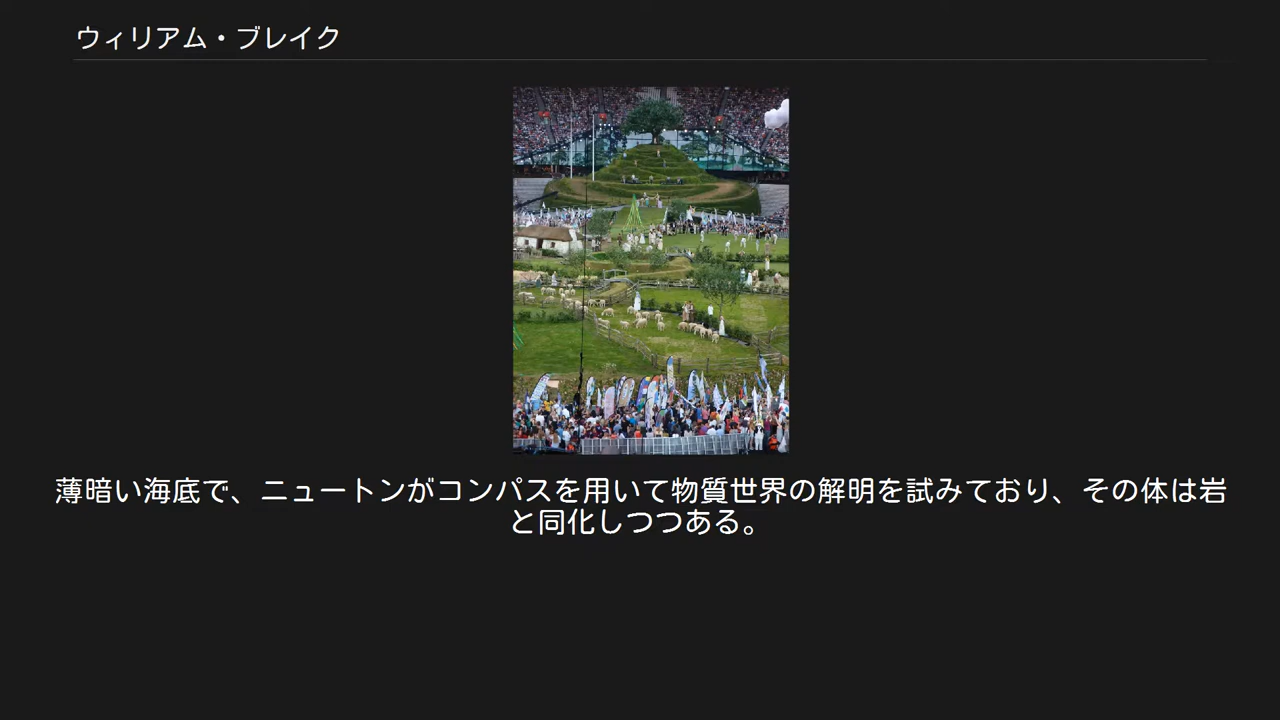 ウィリアム・ブレイク
薄暗い海底で、ニュートンがコンパスを用いて物質世界の解明を試みており、その体は岩
と同化しつつある。